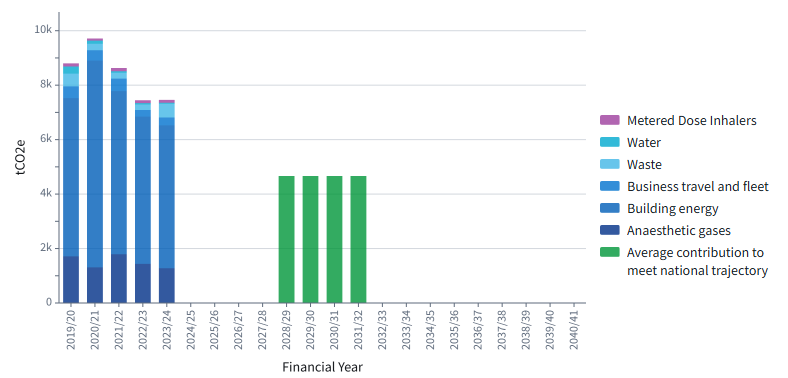 10k
8k
6k
4k
2k
0
tCO2e
2019/20
2020/21
2021/22
2022/23
2023/24
2024/25
2025/26
2026/27
2027/28
2028/29
2029/30
2030/31
2031/32
2032/33
2033/34
2034/35
2035/36
2036/37
2037/38
2038/39
2039/40
2040/41
Financial Year
Metered Dose Inhalers
Water
Waste
Business travel and fleet
Building energy
Anaesthetic gases
Average contribution to
meet national trajectory